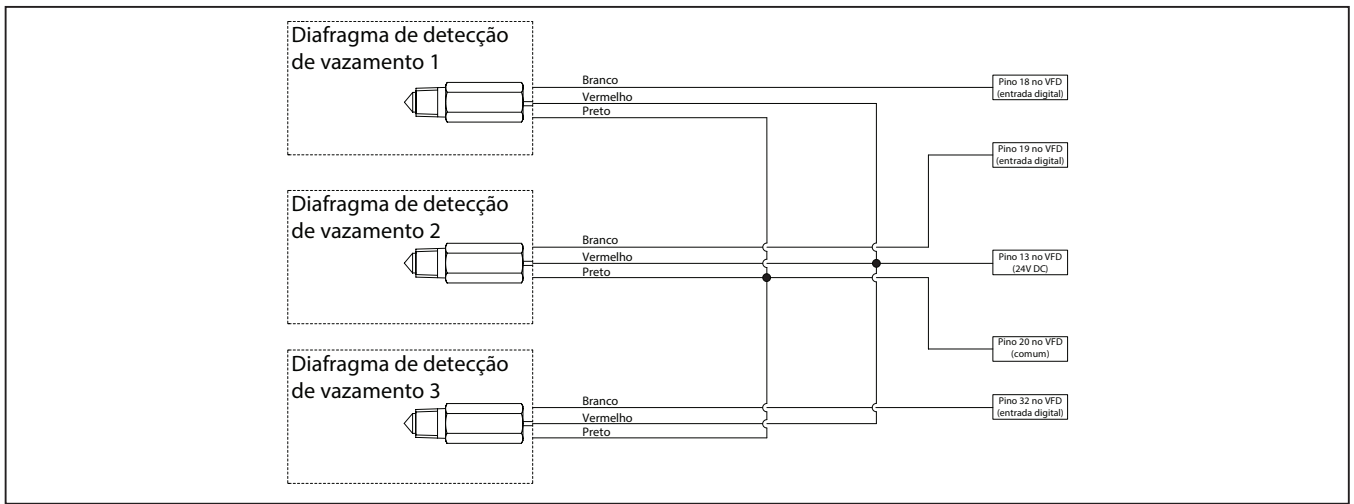 Diafragma de detecção
de vazamento 1
Branco
Vermelho
Preto
Pino 18 no VFD
(entrada digital)
Pino 19 no VFD
(entrada digital)
Diafragma de detecção
de vazamento 2
Branco
Vermelho
Preto
Pino 13 no VFD
(24V DC)
Pino 20 no VFD
(comum)
Diafragma de detecção
de vazamento 3
Branco
Vermelho
Preto
Pino 32 no VFD
(entrada digital)